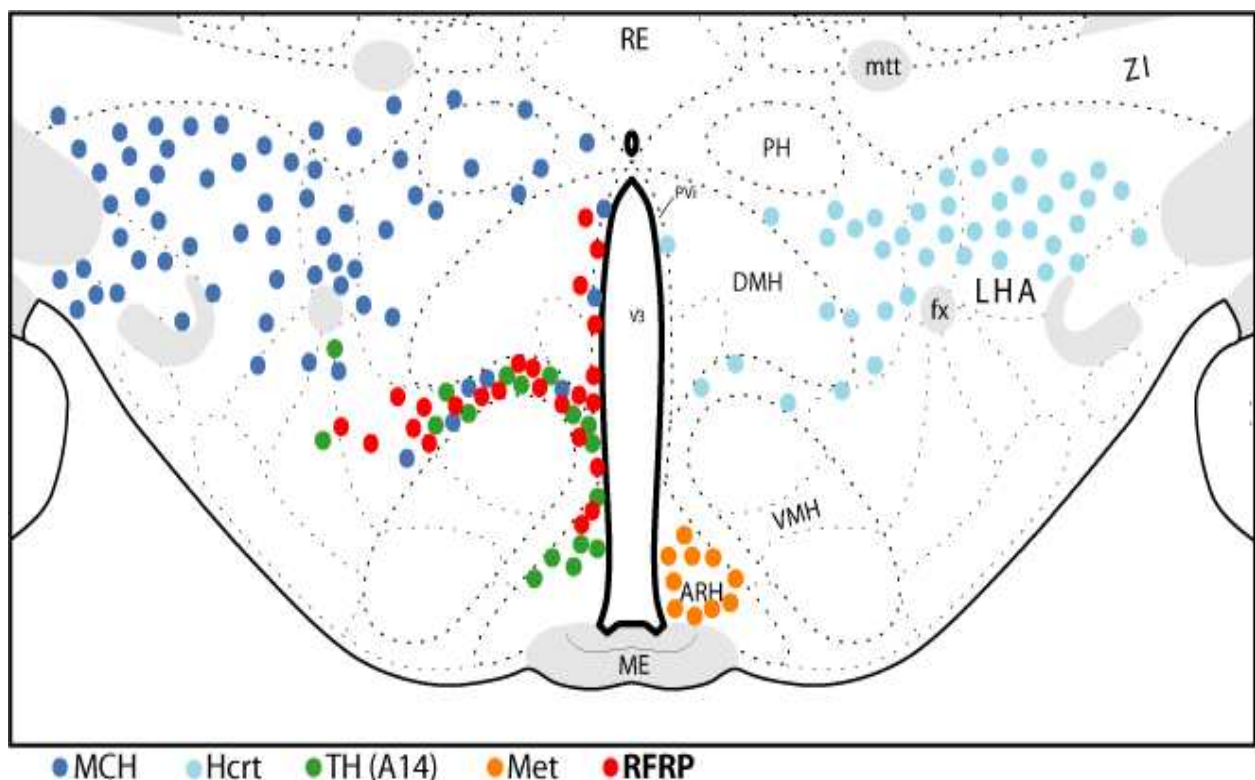 RE
mtt
ZI
PH
PVi
DMH
V3
fx
LHA
VMH
ARH
ME
MCH Hcrt TH (A14) Met RFRP